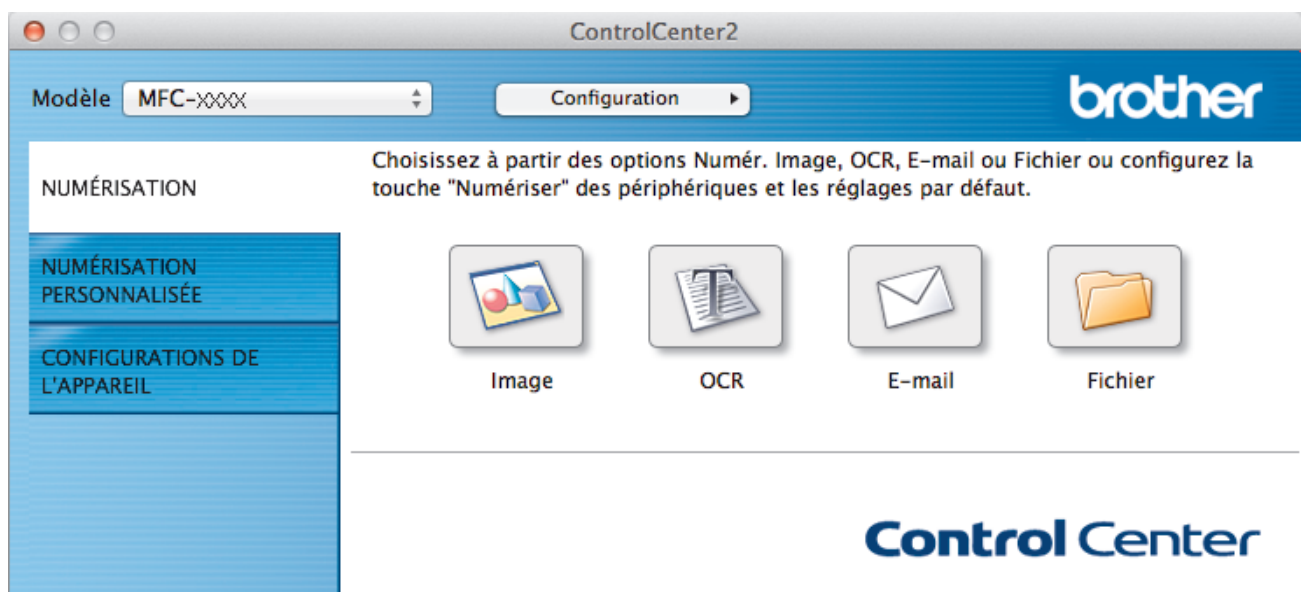 ControlCenter2
Modèle MFC-XXXX Configuration
brother
NUMÉRISATION
NUMÉRISATION
PERSONNALISÉE
CONFIGURATIONS DE
L'APPAREIL
Choisissez à partir des options Numér. Image, OCR, E-mail ou Fichier ou configurez la
touche "Numériser" des périphériques et les réglages par défaut.
T
Image OCR E-mail Fichier
Control Center